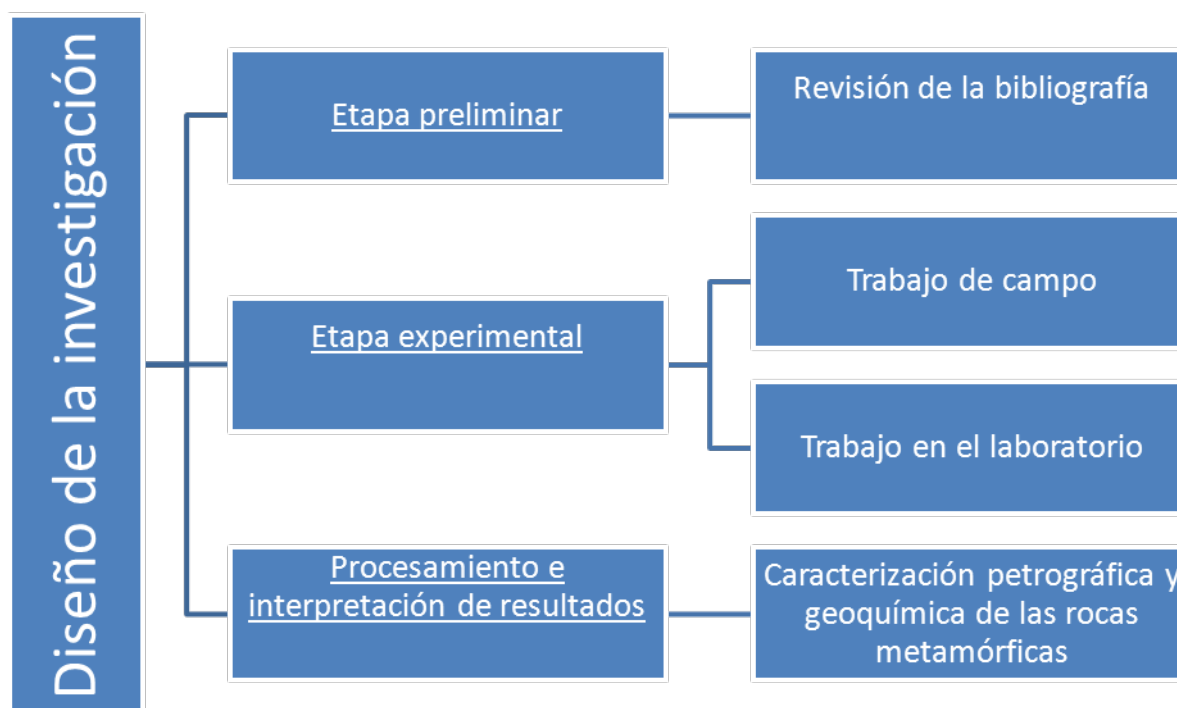 Diseño de la investigación
Etapa preliminar
Revisión de la bibliografía
Etapa experimental
Trabajo de campo
Trabajo en el laboratorio
Procesamiento e
interpretación de resultados
Caracterización petrográfica y
geoquímica de las rocas
metamórficas